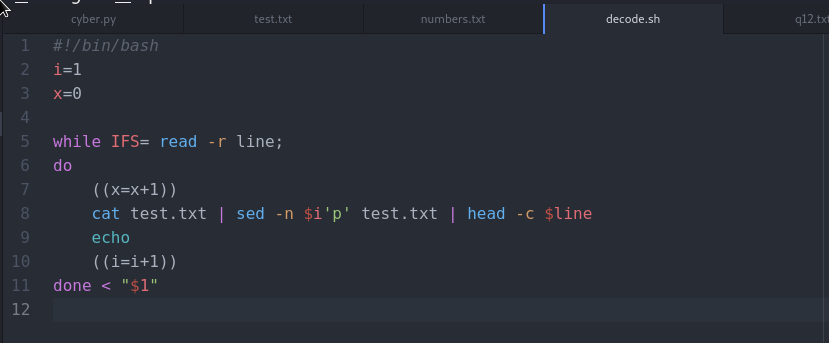 cyber.py test.txt numbers.txt decode.sh q12.txt
1 #!/bin/bash
2 i=1
3 x=0
4
5 while IFS= read -r line;
6 do
7     ((x=x+1))
8     cat test.txt | sed -n $i'p' test.txt | head -c $line
9     echo
10     ((i=i+1))
11 done < "$1"
12